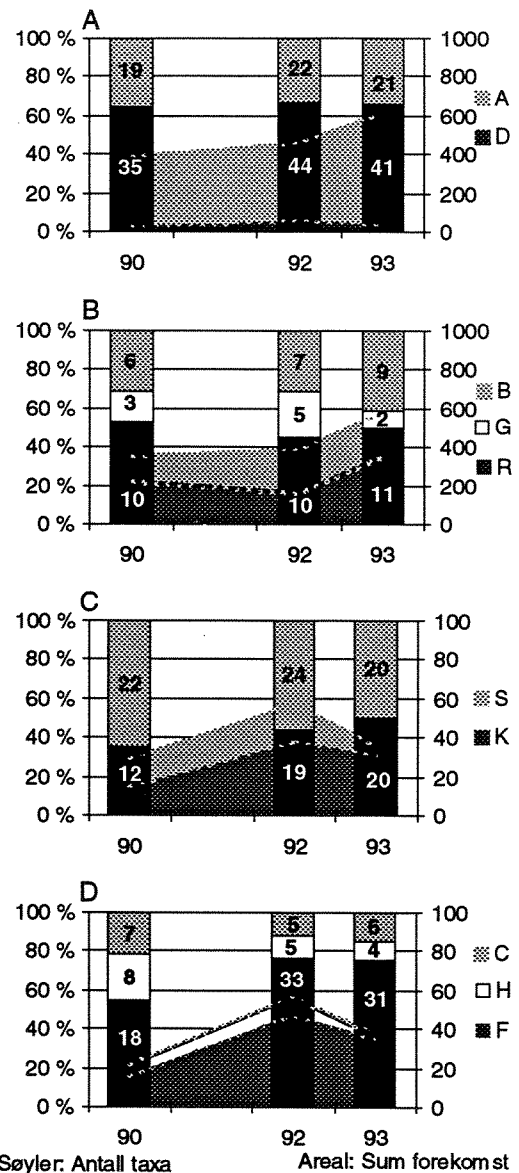 A
100 % 19 22 21 1000
80 % 800
A
60 % 600
D
40 % 35 44 41 400
20 % 200
0 % 0
90 92 93
B
100 % 1000
6 7 9
80 % 800
B
60 % 3 5 2 600
G
40 % 400
R
20 % 10 10 11 200
0 % 0
90 92 93
C
100 % 100
80 % 22 24 20 80
60 % 60 S
40 % 40 K
20 % 12 19 20 20
0 % 0
90 92 93
D
100 % 7 5 100
80 % 5 4 80 C
60 % 8 33 31 60 H
40 % 18 40 F
20 % 20
0 % 0
90 92 93
Søyler: Antall taxa Areal: Sum forekomst